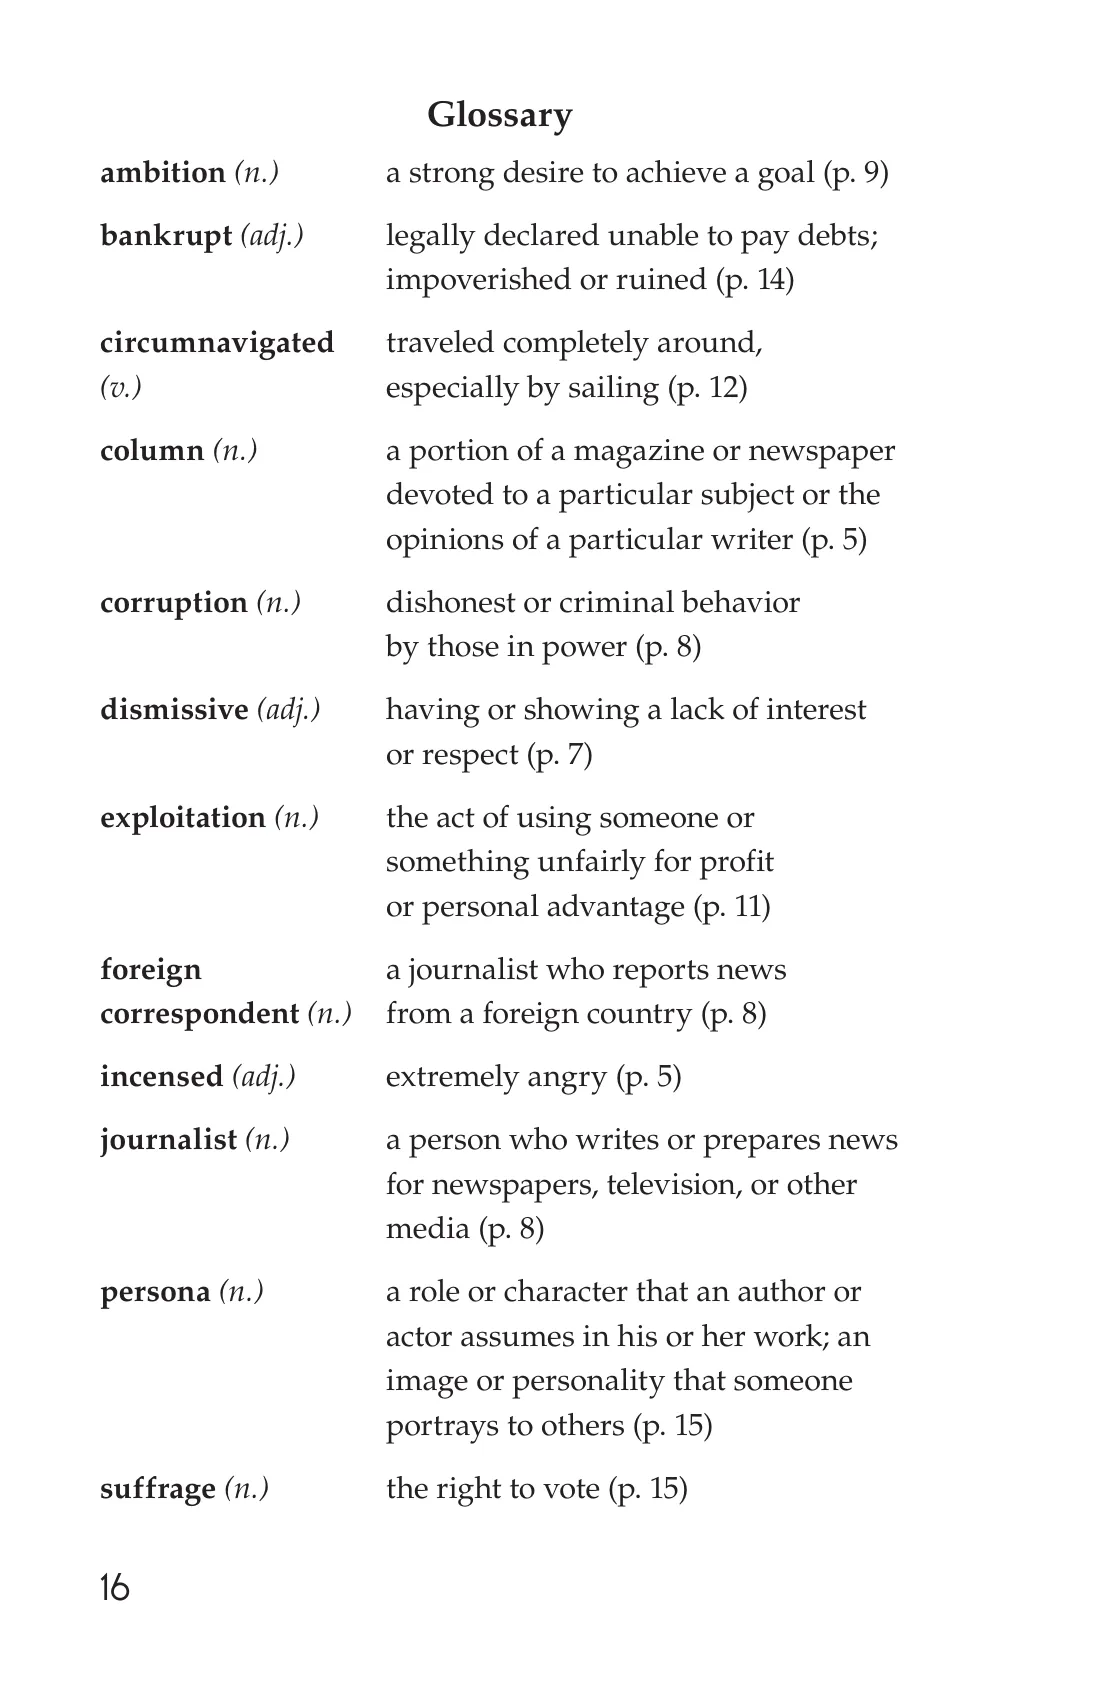 Glossary
ambition (n.) a strong desire to achieve a goal (p. 9)
bankrupt (adj.) legally declared unable to pay debts;
impoverished or ruined (p. 14)
circumnavigated traveled completely around,
(v.) especially by sailing (p. 12)
column (n.) a portion of a magazine or newspaper
devoted to a particular subject or the
opinions of a particular writer (p. 5)
corruption (n.) dishonest or criminal behavior
by those in power (p. 8)
dismissive (adj.) having or showing a lack of interest
or respect (p. 7)
exploitation (n.) the act of using someone or
something unfairly for profit
or personal advantage (p. 11)
foreign a journalist who reports news
correspondent (n.) from a foreign country (p. 8)
incensed (adj.) extremely angry (p. 5)
journalist (n.) a person who writes or prepares news
for newspapers, television, or other
media (p. 8)
persona (n.) a role or character that an author or
actor assumes in his or her work; an
image or personality that someone
portrays to others (p. 15)
suffrage (n.) the right to vote (p. 15)
16